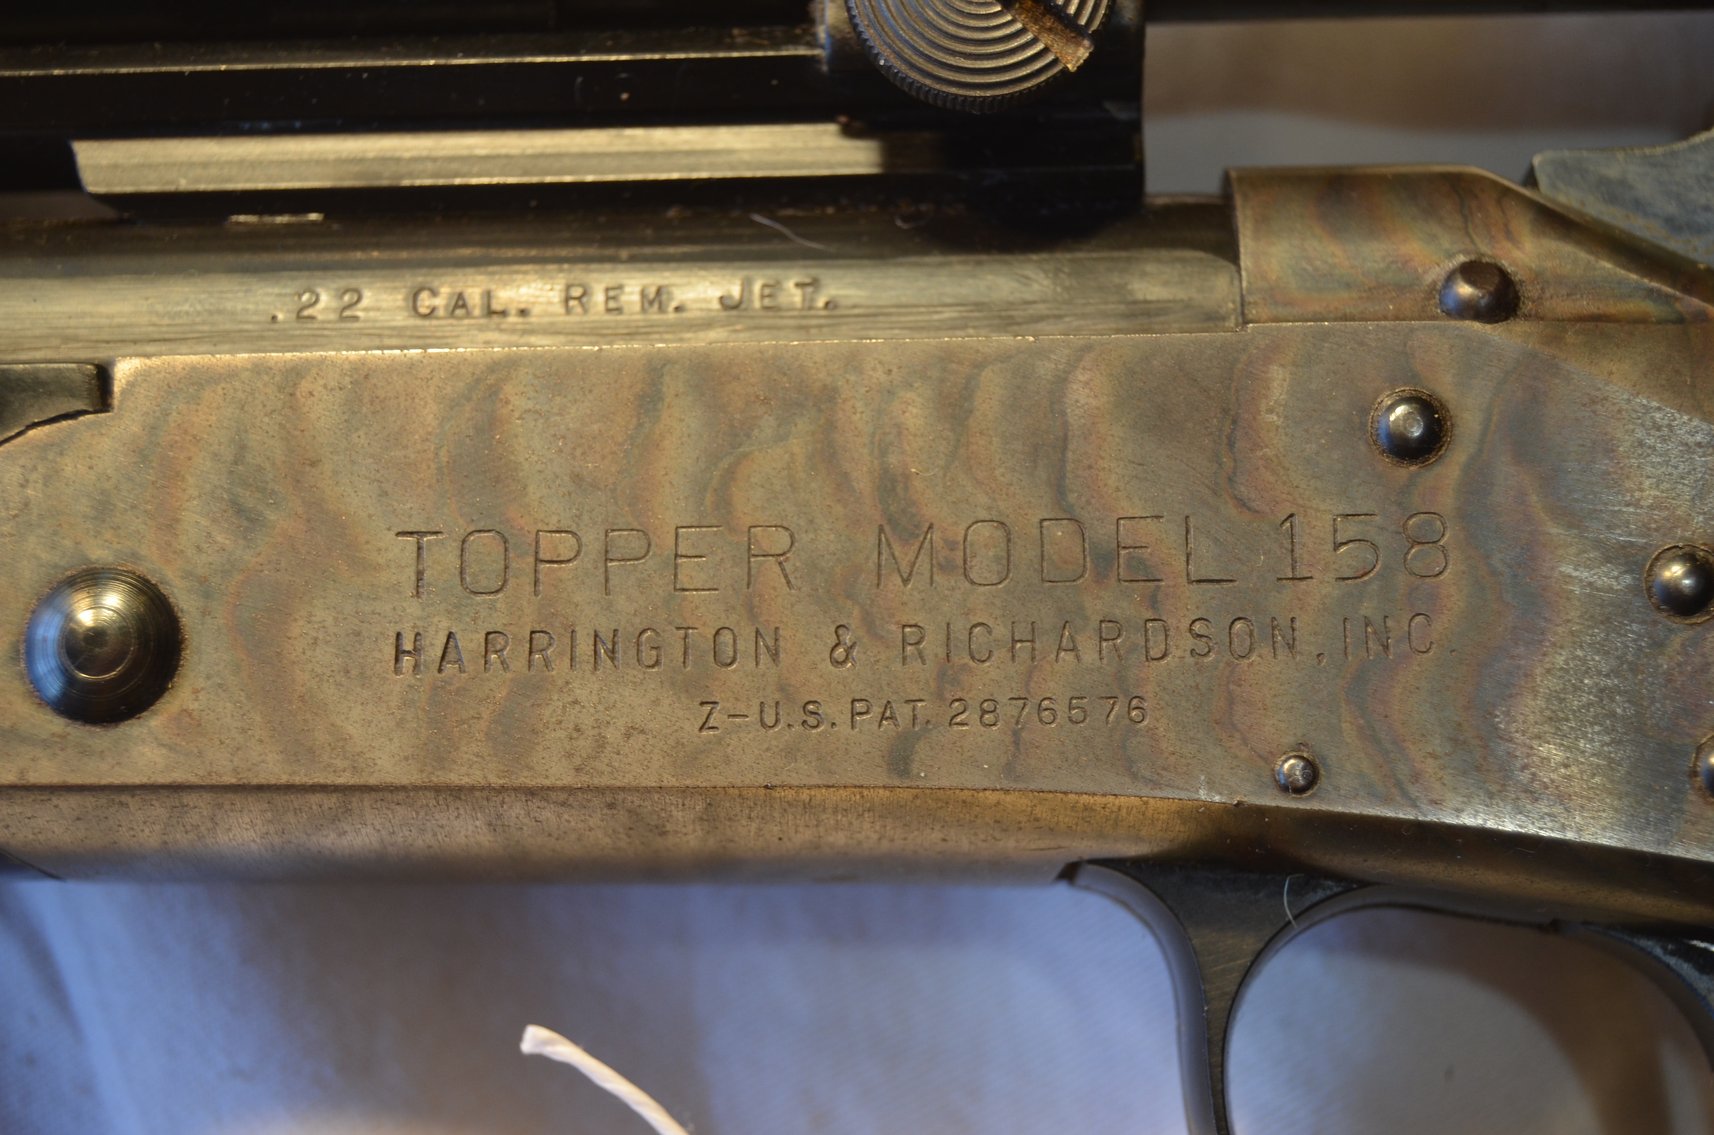 .22 CAL. REM. JET.
TOPPER MODEL 158
HARRINGTON & RICHARDSON, INC.
Z-U.S. PAT. 2876576